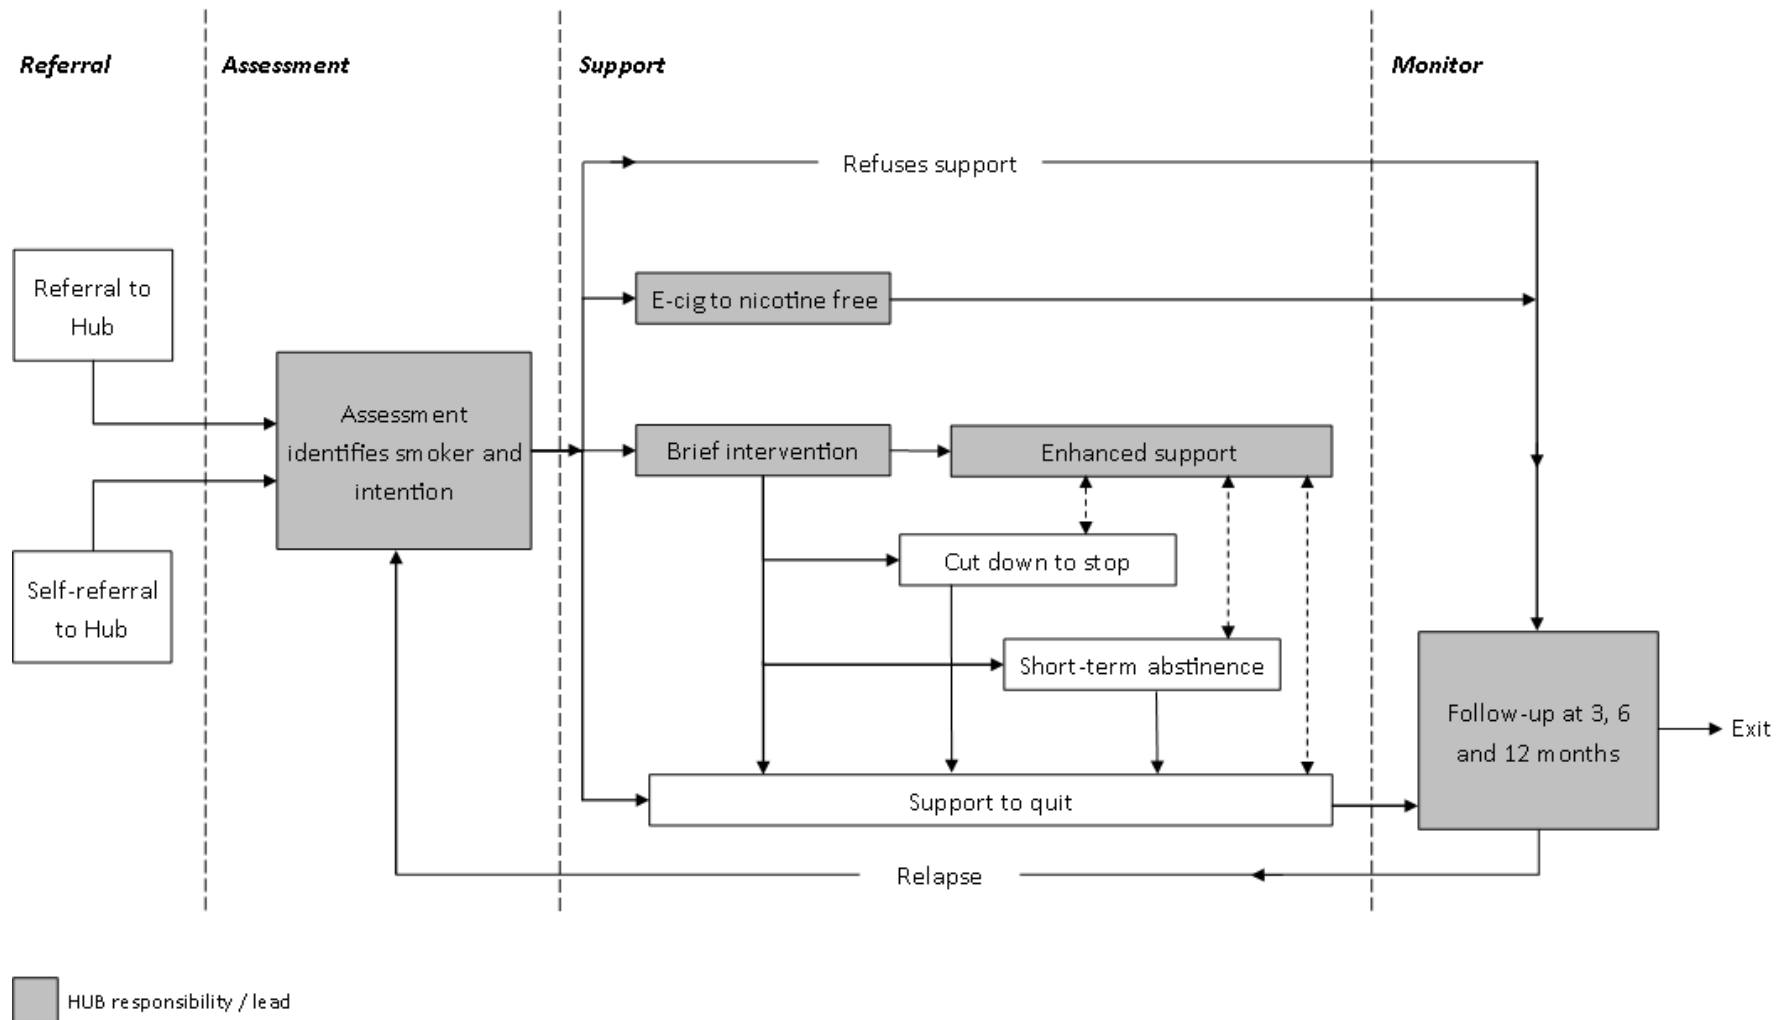 Referral
Assessment
Support
Monitor
Refuses support
Referral to
Hub
E-cig to nicotine free
Assessment
identifies smoker and
intention
Brief intervention
Enhanced support
Cut down to stop
Self-referral
to Hub
Short-term abstinence
Follow-up at 3, 6
and 12 months
Exit
Support to quit
Relapse
HUB responsibility / lead